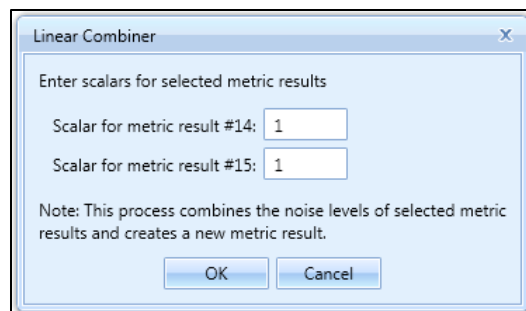 Linear Combiner x
Enter scalars for selected metric results
Scalar for metric result #14: 1
Scalar for metric result #15: 1
Note: This process combines the noise levels of selected metric
results and creates a new metric result.
OK Cancel